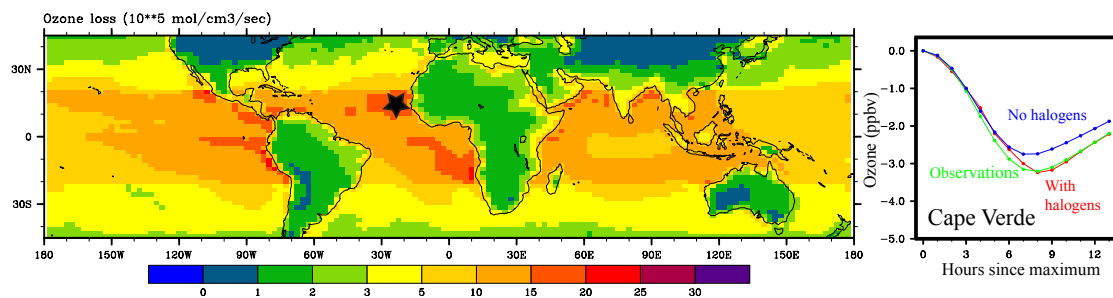 Ozone loss (10**5 mol/cm3/sec)
30N
0
30S
180 150W 120W 90W 60W 30W 0 30E 60E 90E 120E 150E 180
0 1 2 3 5 10 15 20 25 30
Ozone (ppbv)
0.0
-1.0
-2.0
-3.0
-4.0
-5.0
No halogens
Observations
With
halogens
Cape Verde
0 3 6 9 12
Hours since maximum